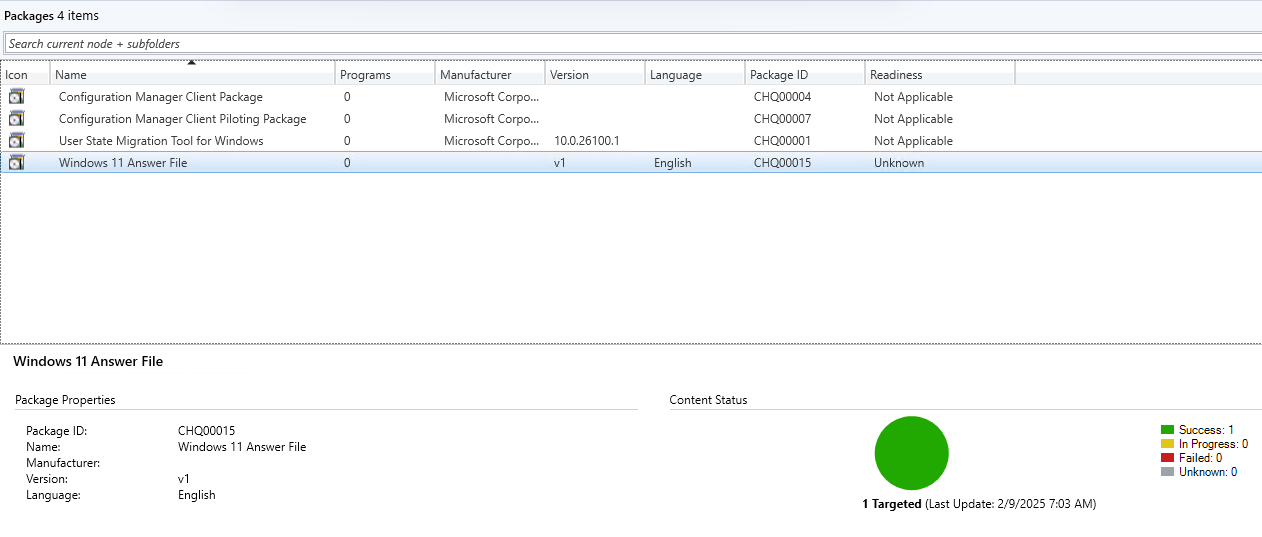 Packages 4 items
Search current node + subfolders
Icon Name Programs Manufacturer Version Language Package ID Readiness
Configuration Manager Client Package 0 Microsoft Corpo... CHQ00004 Not Applicable
Configuration Manager Client Piloting Package 0 Microsoft Corpo... CHQ00007 Not Applicable
User State Migration Tool for Windows 0 Microsoft Corpo... 10.0.26100.1 CHQ00001 Not Applicable
Windows 11 Answer File 0 v1 English CHQ00015 Unknown
Windows 11 Answer File
Package Properties
Package ID: CHQ00015
Name: Windows 11 Answer File
Manufacturer:
Version: v1
Language: English
Content Status
Success: 1
In Progress: 0
Failed: 0
Unknown: 0
1 Targeted (Last Update: 2/9/2025 7:03 AM)